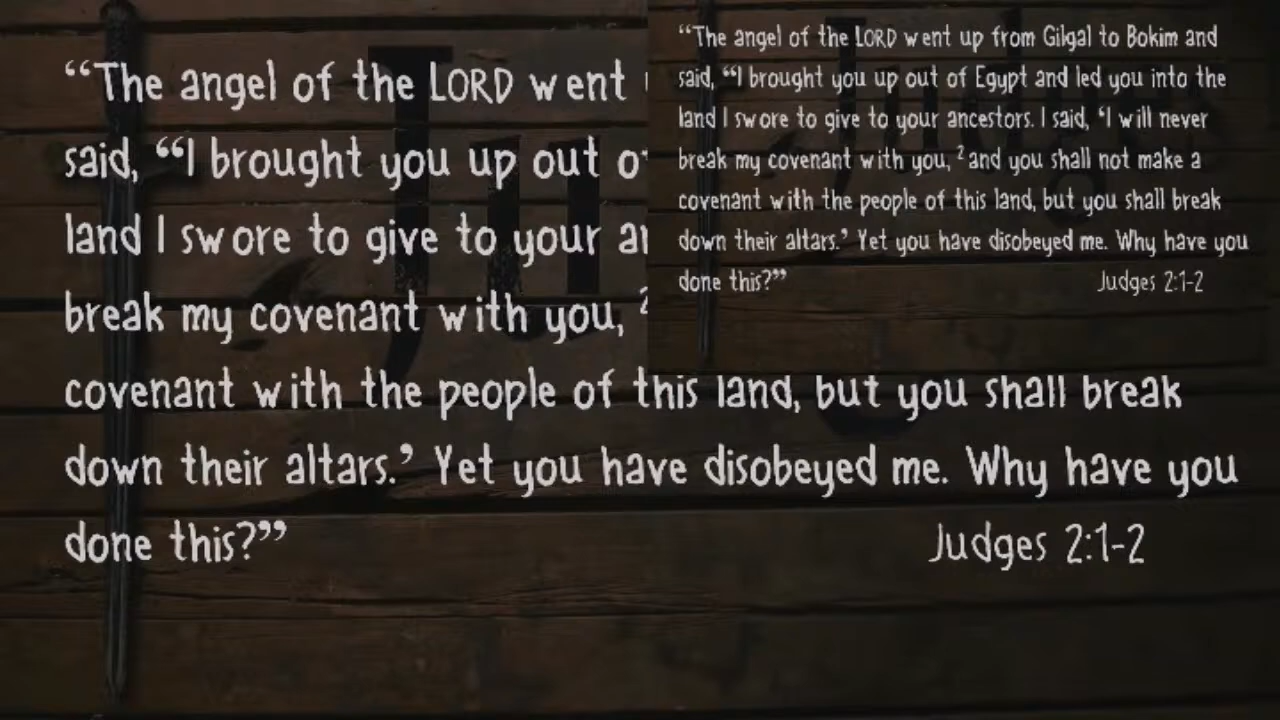 “The angel of the LORD went
said, “I brought you up out
land I swore to give to your
break my covenant with you, 2
covenant with the people of this land, but you shall break
down their altars.’ Yet you have disobeyed me. Why have you
done this?”
Judges 2:1-2
“The angel of the LORD went up from Gilgal to Bokim and
said, “I brought you up out of Egypt and led you into the
land I swore to give to your ancestors. I said, ‘I will never
break my covenant with you, 2 and you shall not make a
covenant with the people of this land, but you shall break
down their altars.’ Yet you have disobeyed me. Why have you
done this?”
Judges 2:1-2